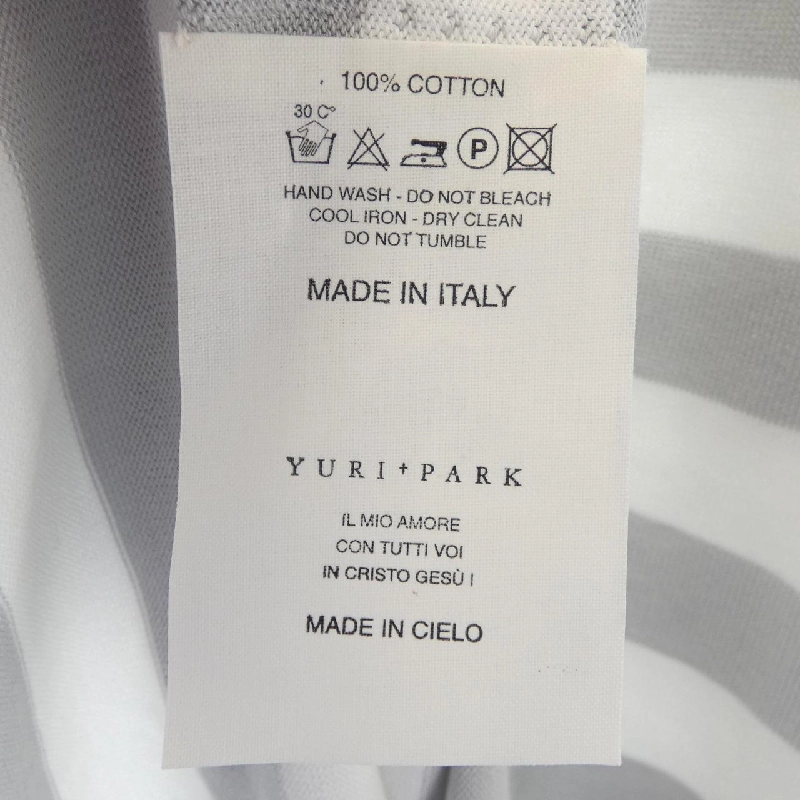 100% COTTON
30 C°
P
HAND WASH - DO NOT BLEACH
COOL IRON - DRY CLEAN
DO NOT TUMBLE
MADE IN ITALY
YURI+PARK
IL MIO AMORE
CON TUTTI VOI
IN CRISTO GESÙ !
MADE IN CIELO